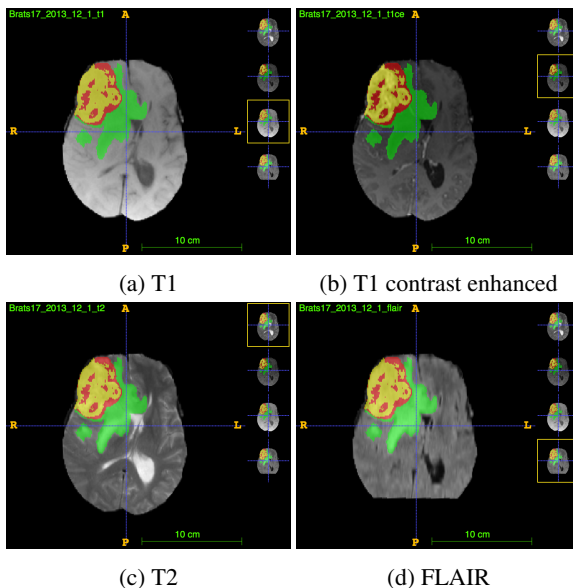 Brats17_2013_12_1_t1
A
R
L
P
10 cm
(a) T1
Brats17_2013_12_1_t1ce
A
R
L
P
10 cm
(b) T1 contrast enhanced
Brats17_2013_12_1_t2
A
R
L
P
10 cm
(c) T2
Brats17_2013_12_1_flair
A
R
L
P
10 cm
(d) FLAIR